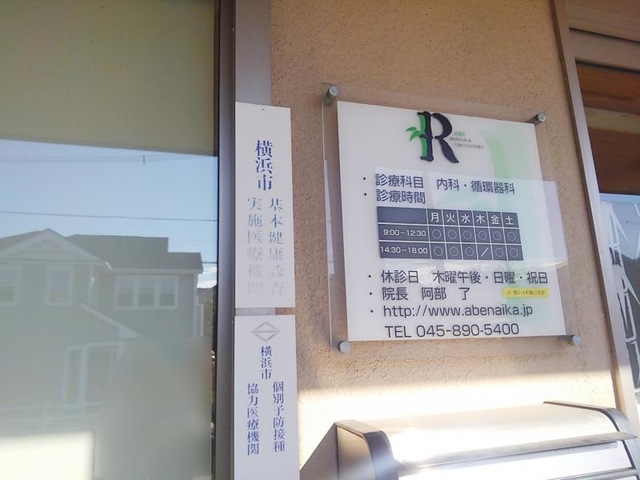 横浜市
基本健康診査
実施医療機関
横浜市
個別予防接種
協力医療機関
R
・診療科目 内科・循環器科
・診療時間
月 火 水 木 金 土
9:00-12:30 ○ ○ ○ ○ ○ ○
14:30-18:00 ○ ○ ○ / ○ ○
・休診日 木曜午後・日曜・祝日
・院長 阿部 了
・http://www.abenaika.jp
TEL 045-890-5400